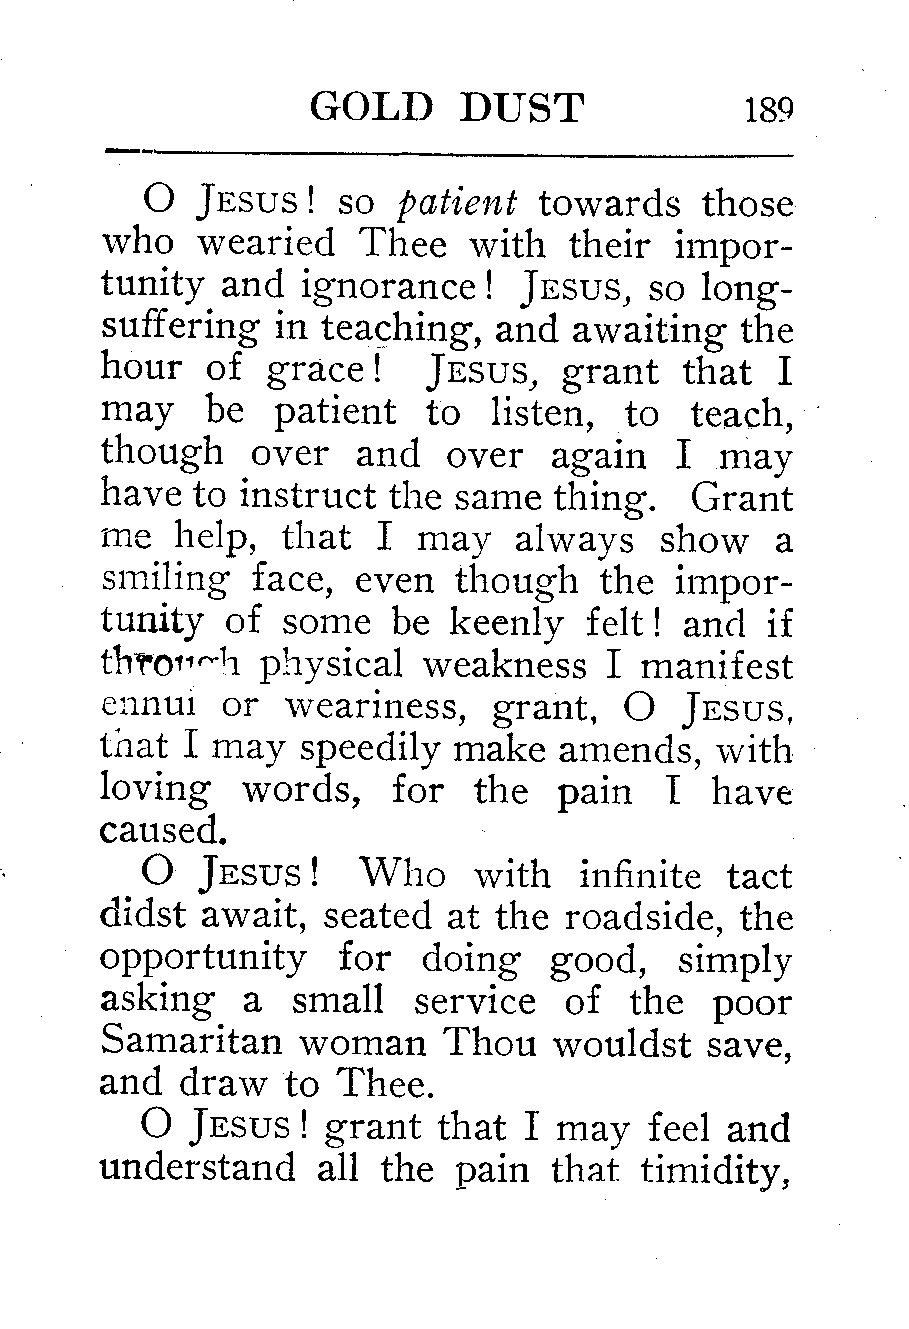 GOLD DUST 189
O JESUS! so patient towards those
who wearied Thee with their impor-
tunity and ignorance! JESUS, so long-
suffering in teaching, and awaiting the
hour of grace! JESUS, grant that I
may be patient to listen, to teach,
though over and over again I may
have to instruct the same thing. Grant
me help, that I may always show a
smiling face, even though the impor-
tunity of some be keenly felt! and if
through physical weakness I manifest
ennui or weariness, grant, O JESUS,
that I may speedily make amends, with
loving words, for the pain I have
caused.
O JESUS! Who with infinite tact
didst await, seated at the roadside, the
opportunity for doing good, simply
asking a small service of the poor
Samaritan woman Thou wouldst save,
and draw to Thee.
O JESUS! grant that I may feel and
understand all the pain that timidity,